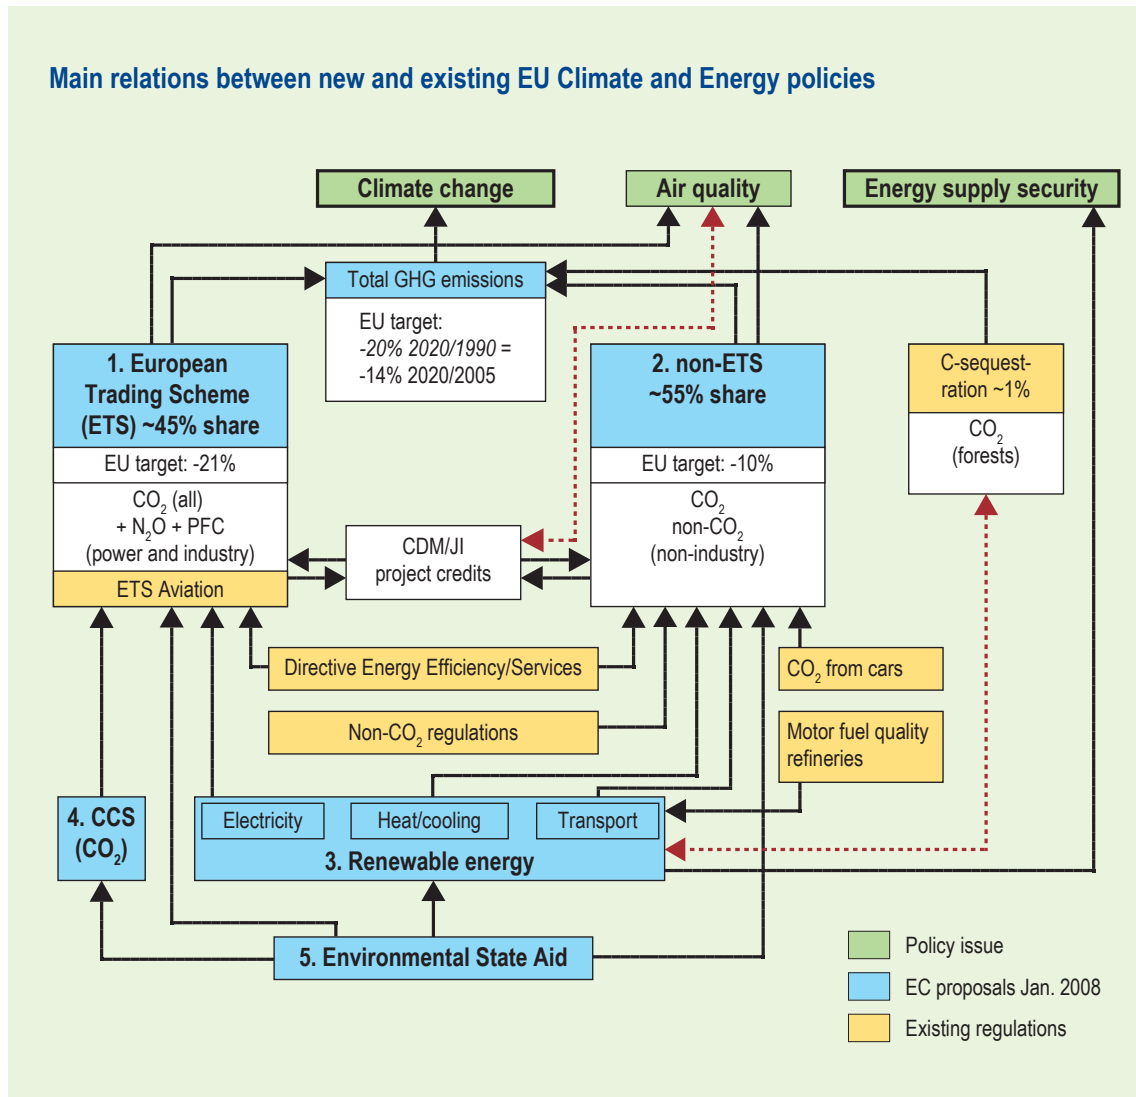 Main relations between new and existing EU Climate and Energy policies
Climate change
Air quality
Energy supply security
Total GHG emissions
EU target:
-20% 2020/1990 =
-14% 2020/2005
1. European
Trading Scheme
(ETS) ~45% share
EU target: -21%
CO₂ (all)
+ N₂O + PFC
(power and industry)
ETS Aviation
CDM/JI
project credits
2. non-ETS
~55% share
EU target: -10%
CO₂
non-CO₂
(non-industry)
C-sequest-
ration ~1%
CO₂
(forests)
Directive Energy Efficiency/Services
CO₂ from cars
Non-CO₂ regulations
Motor fuel quality
refineries
4. CCS
(CO₂)
Electricity
Heat/cooling
Transport
3. Renewable energy
5. Environmental State Aid
Policy issue
EC proposals Jan. 2008
Existing regulations